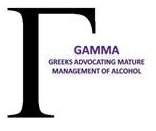 Γ
GAMMA
GREEKS ADVOCATING MATURE
MANAGEMENT OF ALCOHOL